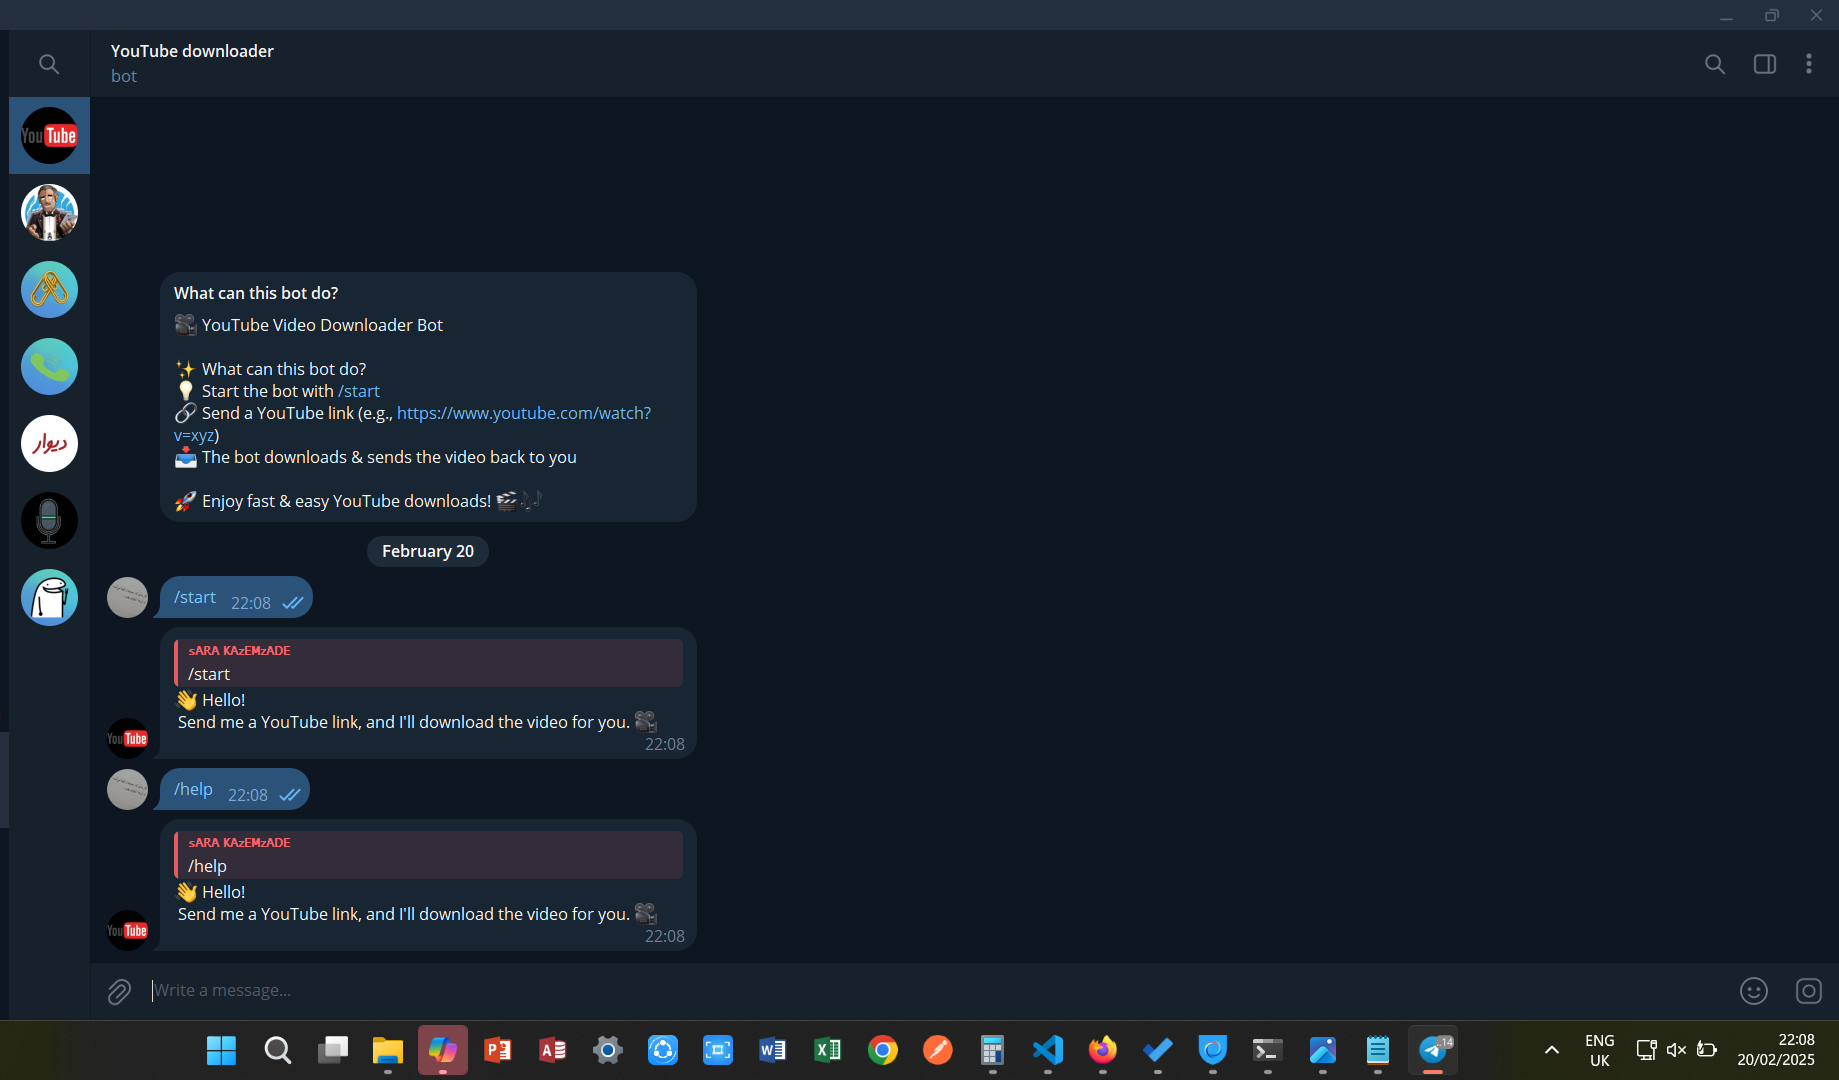 YouTube downloader
bot
YouTube
دیوار
What can this bot do?
YouTube Video Downloader Bot
What can this bot do?
Start the bot with /start
Send a YouTube link (e.g., https://www.youtube.com/watch?
v=xyz)
The bot downloads & sends the video back to you
Enjoy fast & easy YouTube downloads!
February 20
/start 22:08
sARA KAzEMzADE
/start
Hello!
Send me a YouTube link, and I'll download the video for you.
YouTube
22:08
/help 22:08
sARA KAzEMzADE
/help
Hello!
Send me a YouTube link, and I'll download the video for you.
YouTube
22:08
Write a message...
ENG
UK
22:08
20/02/2025
..14